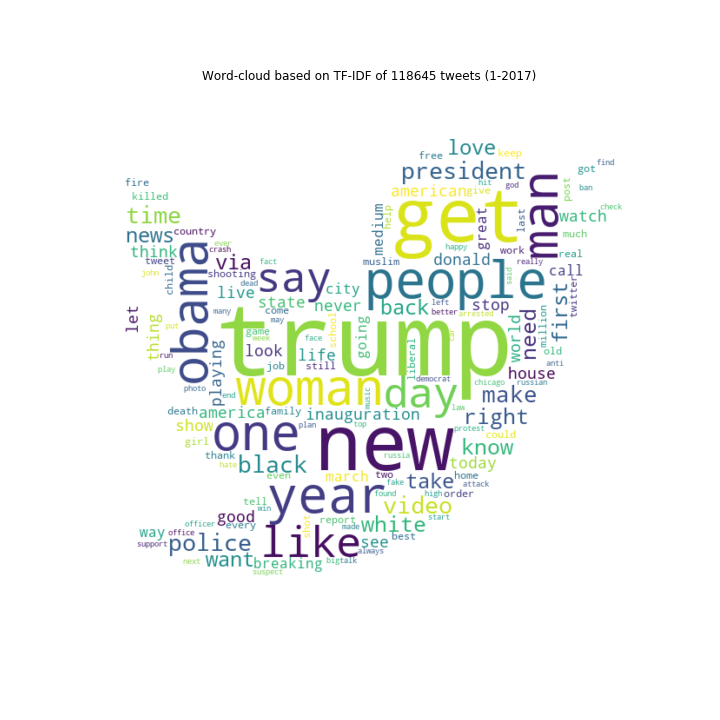 Word-cloud based on TF-IDF of 118645 tweets (1-2017)
love
free
keep
find
president
got
fire
hit
god
ban
american
give
post
killed
get
man
check
time
medium
help
great
last
watch
news
country
much
think
obama
ever
happy
work
real
tweet
via
crash
fact
muslim
donald
really
call
john
child
shooting
say
people
said
twitter
dead
city
live
state
never
back
left
stop
first
let
put
many
come
may
trump
school
going
better
arrested
need
world
million
thing
game
week
face
car
run
look
life
liberal
old
play
playing
job
still
chicago
house
anti
photo
woman
democrat
russian
end
music
day
make
death
america
family
inauguration
law
right
show
one
plan
top
new
protest
could
girl
thank
black
know
hate
even
march
two
russia
today
year
fake
take
home
attack
tell
win
found
high
order
video
good
shot
report
start
officer
every
made
white
way
office
like
see
best
support
police
always
next
want
breaking
big
talk
suspect